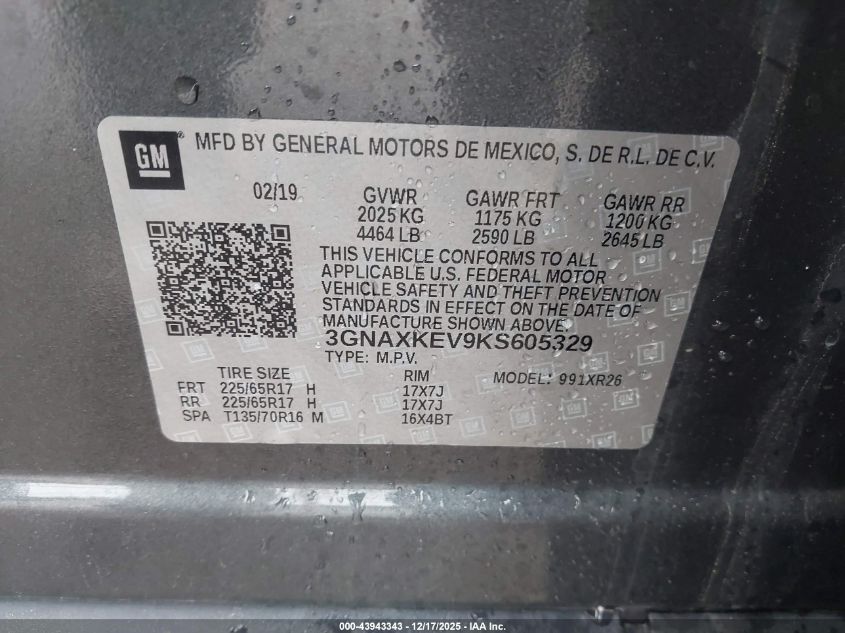 GM ® MFD BY GENERAL MOTORS DE MEXICO, S. DE R.L. DE C.V.
02/19 GVWR GAWR FRT GAWR RR
2025 KG 1175 KG 1200 KG
4464 LB 2590 LB 2645 LB
THIS VEHICLE CONFORMS TO ALL
APPLICABLE U.S. FEDERAL MOTOR
VEHICLE SAFETY AND THEFT PREVENTION
STANDARDS IN EFFECT ON THE DATE OF
MANUFACTURE SHOWN ABOVE.
3GNAXKEV9KS605329
TYPE: M.P.V.
TIRE SIZE RIM MODEL: 991XR26
FRT 225/65R17 H 17X7J
RR 225/65R17 H 17X7J
SPA T135/70R16 M 16X4BT
000-43943343 - 12/17/2025 - IAA Inc.